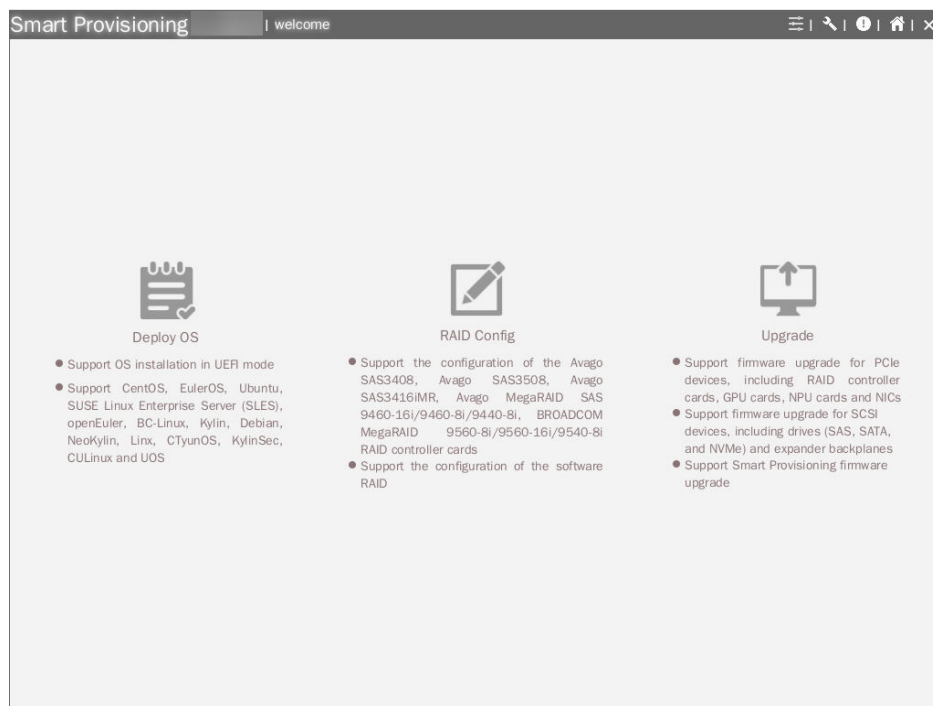 Smart Provisioning | welcome
Deploy OS
Support OS installation in UEFI mode
Support CentOS, EulerOS, Ubuntu,
SUSE Linux Enterprise Server (SLES),
openEuler, BC-Linux, Kylin, Debian,
NeoKylin, Linx, CTyunOS, KylinSec,
CULinux and UOS
RAID Config
Support the configuration of the Avago
SAS3408, Avago SAS3508, Avago
SAS3416iMR, Avago MegaRAID SAS
9460-16i/9460-8i/9440-8i, BROADCOM
MegaRAID 9560-8i/9560-16i/9540-8i
RAID controller cards
Support the configuration of the software
RAID
Upgrade
Support firmware upgrade for PCIe
devices, including RAID controller
cards, GPU cards, NPU cards and NICs
Support firmware upgrade for SCSI
devices, including drives (SAS, SATA,
and NVMe) and expander backplanes
Support Smart Provisioning firmware
upgrade